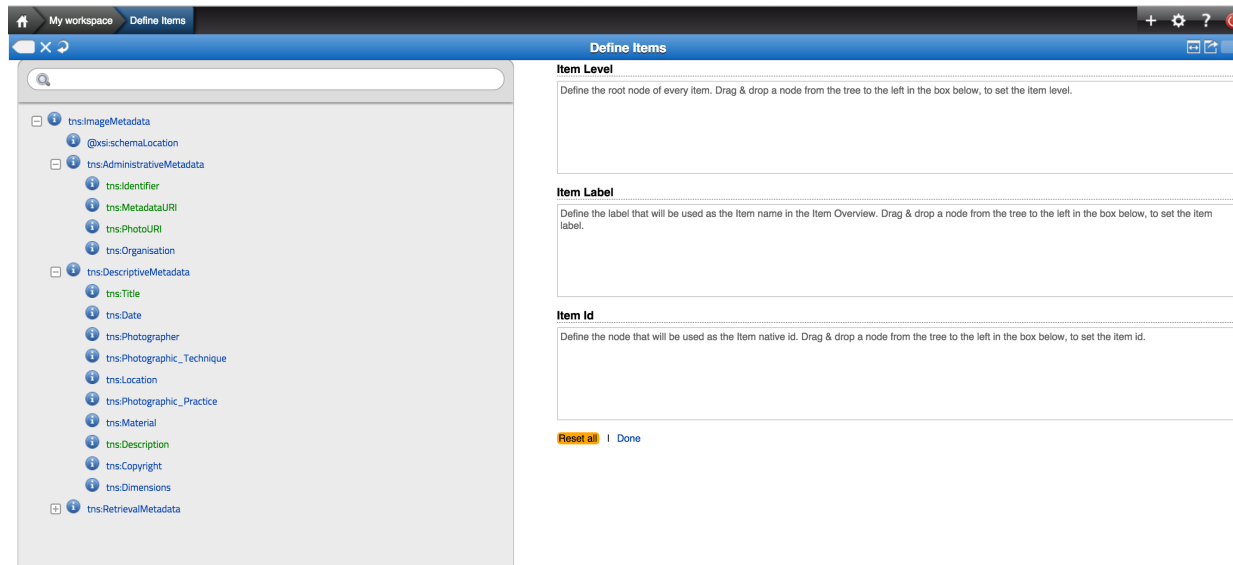 My workspace
Define Items
+
?
Define Items
tns:ImageMetadata
@xsi:schemaLocation
tns:AdministrativeMetadata
tns:Identifier
tns:MetadataURI
tns:PhotoURI
tns:Organisation
tns:DescriptiveMetadata
tns:Title
tns:Date
tns:Photographer
tns:Photographic_Technique
tns:Location
tns:Photographic_Practice
tns:Material
tns:Description
tns:Copyright
tns:Dimensions
tns:RetrievalMetadata
Item Level
Define the root node of every item. Drag & drop a node from the tree to the left in the box below, to set the item level.
Item Label
Define the label that will be used as the Item name in the Item Overview. Drag & drop a node from the tree to the left in the box below, to set the item
label.
Item Id
Define the node that will be used as the Item native id. Drag & drop a node from the tree to the left in the box below, to set the item id.
Reset all | Done